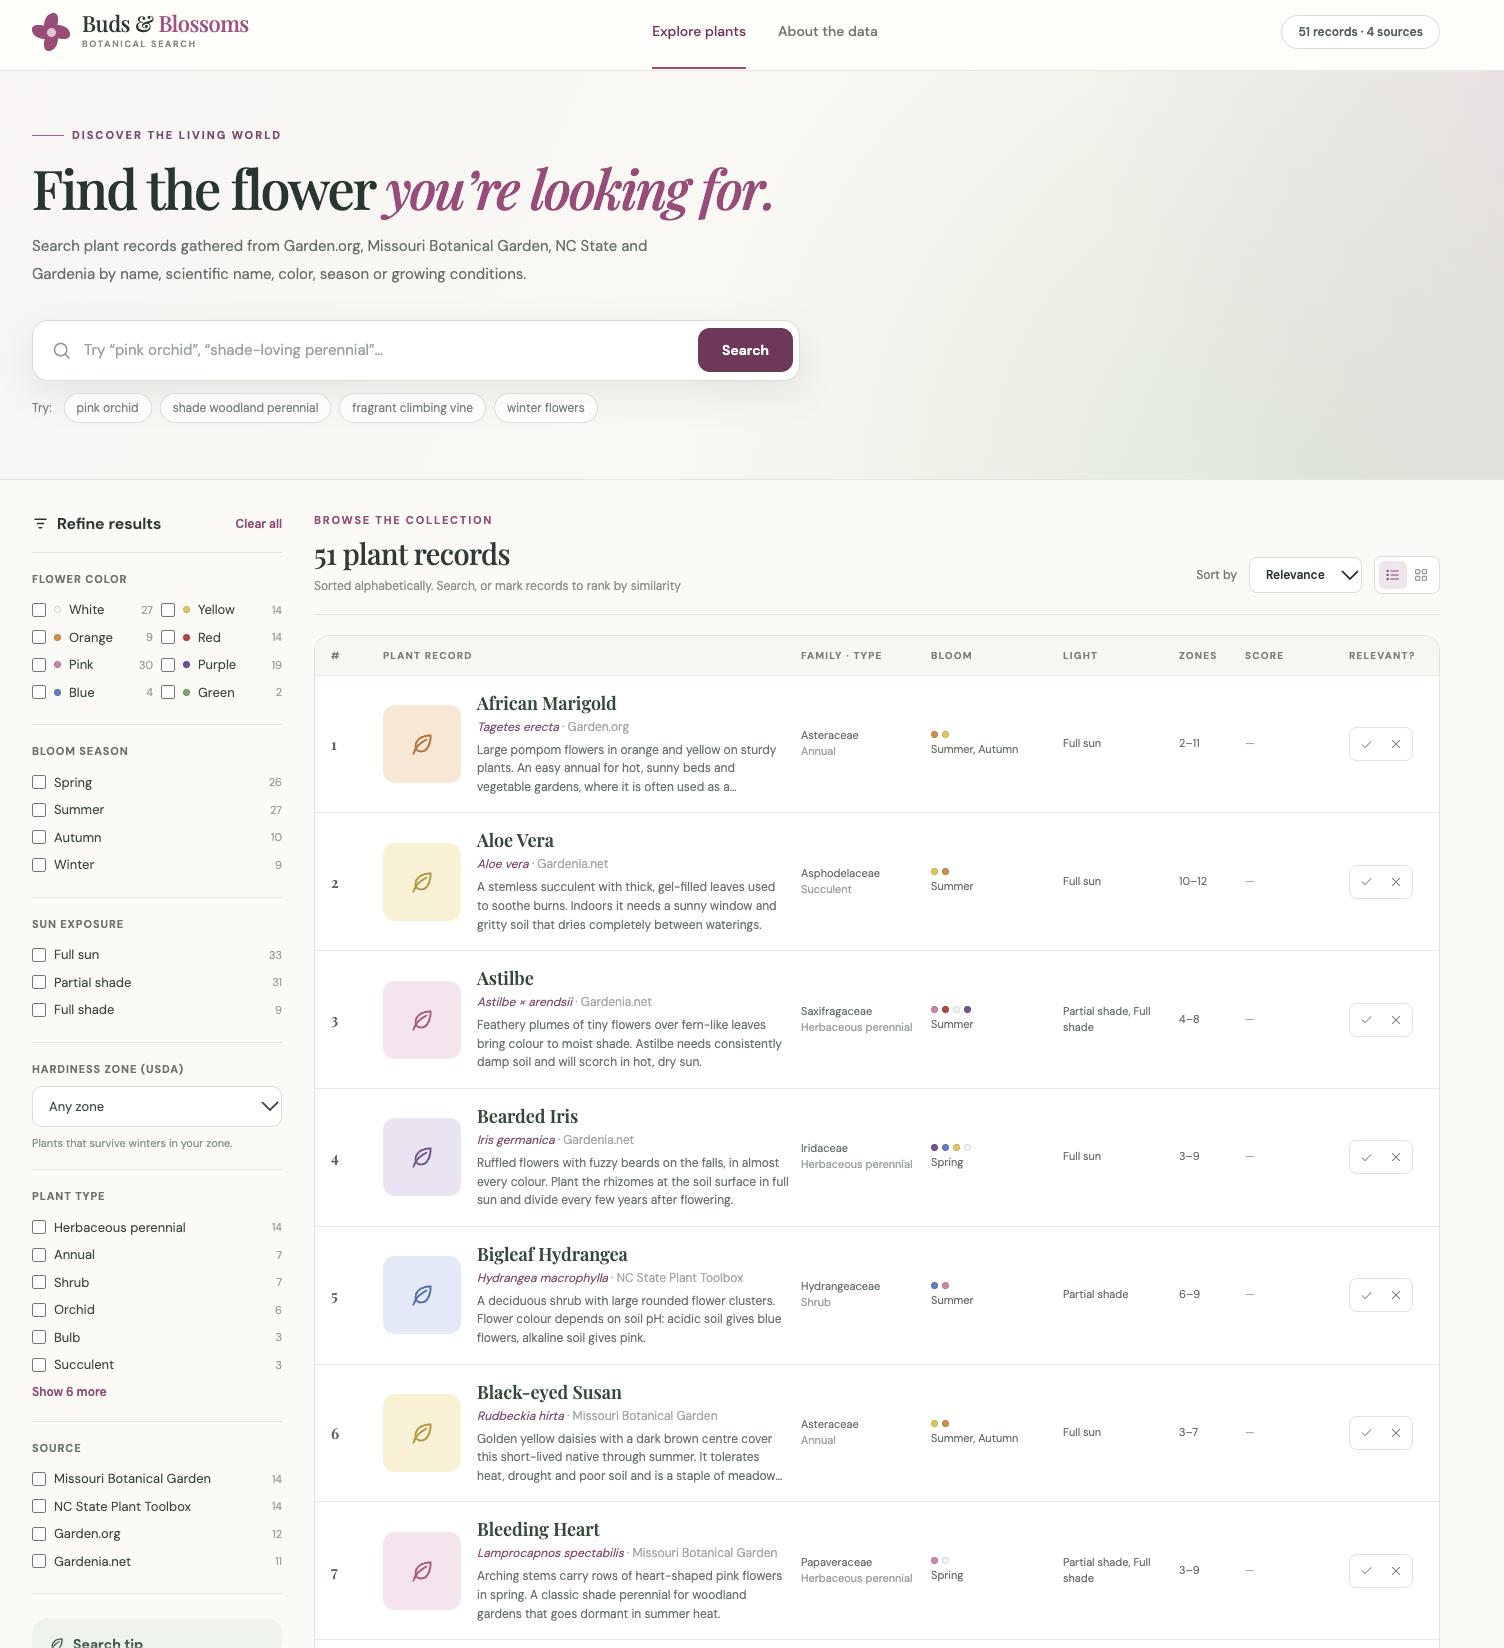 Buds & Blossoms
BOTANICAL SEARCH
Explore plants
About the data
51 records · 4 sources
DISCOVER THE LIVING WORLD
Find the flower you’re looking for.
Search plant records gathered from Garden.org, Missouri Botanical Garden, NC State and
Gardenia by name, scientific name, color, season or growing conditions.
Try “pink orchid”, “shade-loving perennial”…
Search
Try:
pink orchid
shade woodland perennial
fragrant climbing vine
winter flowers
Refine results
Clear all
FLOWER COLOR
White 27
Yellow 14
Orange 9
Red 14
Pink 30
Purple 19
Blue 4
Green 2
BLOOM SEASON
Spring 26
Summer 27
Autumn 10
Winter 9
SUN EXPOSURE
Full sun 33
Partial shade 31
Full shade 9
HARDINESS ZONE (USDA)
Any zone
Plants that survive winters in your zone.
PLANT TYPE
Herbaceous perennial 14
Annual 7
Shrub 7
Orchid 6
Bulb 3
Succulent 3
Show 6 more
SOURCE
Missouri Botanical Garden 14
NC State Plant Toolbox 14
Garden.org 12
Gardenia.net 11
Search tip
BROWSE THE COLLECTION
51 plant records
Sorted alphabetically. Search, or mark records to rank by similarity
Sort by
Relevance
# PLANT RECORD FAMILY · TYPE BLOOM LIGHT ZONES SCORE RELEVANT?
1
African Marigold
Tagetes erecta · Garden.org
Large pompom flowers in orange and yellow on sturdy
plants. An easy annual for hot, sunny beds and
vegetable gardens, where it is often used as a…
Asteraceae
Annual
Summer, Autumn
Full sun
2–11
—
2
Aloe Vera
Aloe vera · Gardenia.net
A stemless succulent with thick, gel-filled leaves used
to soothe burns. Indoors it needs a sunny window and
gritty soil that dries completely between waterings.
Asphodelaceae
Succulent
Summer
Full sun
10–12
—
3
Astilbe
Astilbe × arendsii · Gardenia.net
Feathery plumes of tiny flowers over fern-like leaves
bring colour to moist shade. Astilbe needs consistently
damp soil and will scorch in hot, dry sun.
Saxifragaceae
Herbaceous perennial
Summer
Partial shade, Full
shade
4–8
—
4
Bearded Iris
Iris germanica · Gardenia.net
Ruffled flowers with fuzzy beards on the falls, in almost
every colour. Plant the rhizomes at the soil surface in full
sun and divide every few years after flowering.
Iridaceae
Herbaceous perennial
Spring
Full sun
3–9
—
5
Bigleaf Hydrangea
Hydrangea macrophylla · NC State Plant Toolbox
A deciduous shrub with large rounded flower clusters.
Flower colour depends on soil pH: acidic soil gives blue
flowers, alkaline soil gives pink.
Hydrangeaceae
Shrub
Summer
Partial shade
6–9
—
6
Black-eyed Susan
Rudbeckia hirta · Missouri Botanical Garden
Golden yellow daisies with a dark brown centre cover
this short-lived native through summer. It tolerates
heat, drought and poor soil and is a staple of meadow…
Asteraceae
Annual
Summer, Autumn
Full sun
3–7
—
7
Bleeding Heart
Lamprocapnos spectabilis · Missouri Botanical Garden
Arching stems carry rows of heart-shaped pink flowers
in spring. A classic shade perennial for woodland
gardens that goes dormant in summer heat.
Papaveraceae
Herbaceous perennial
Spring
Partial shade, Full
shade
3–9
—